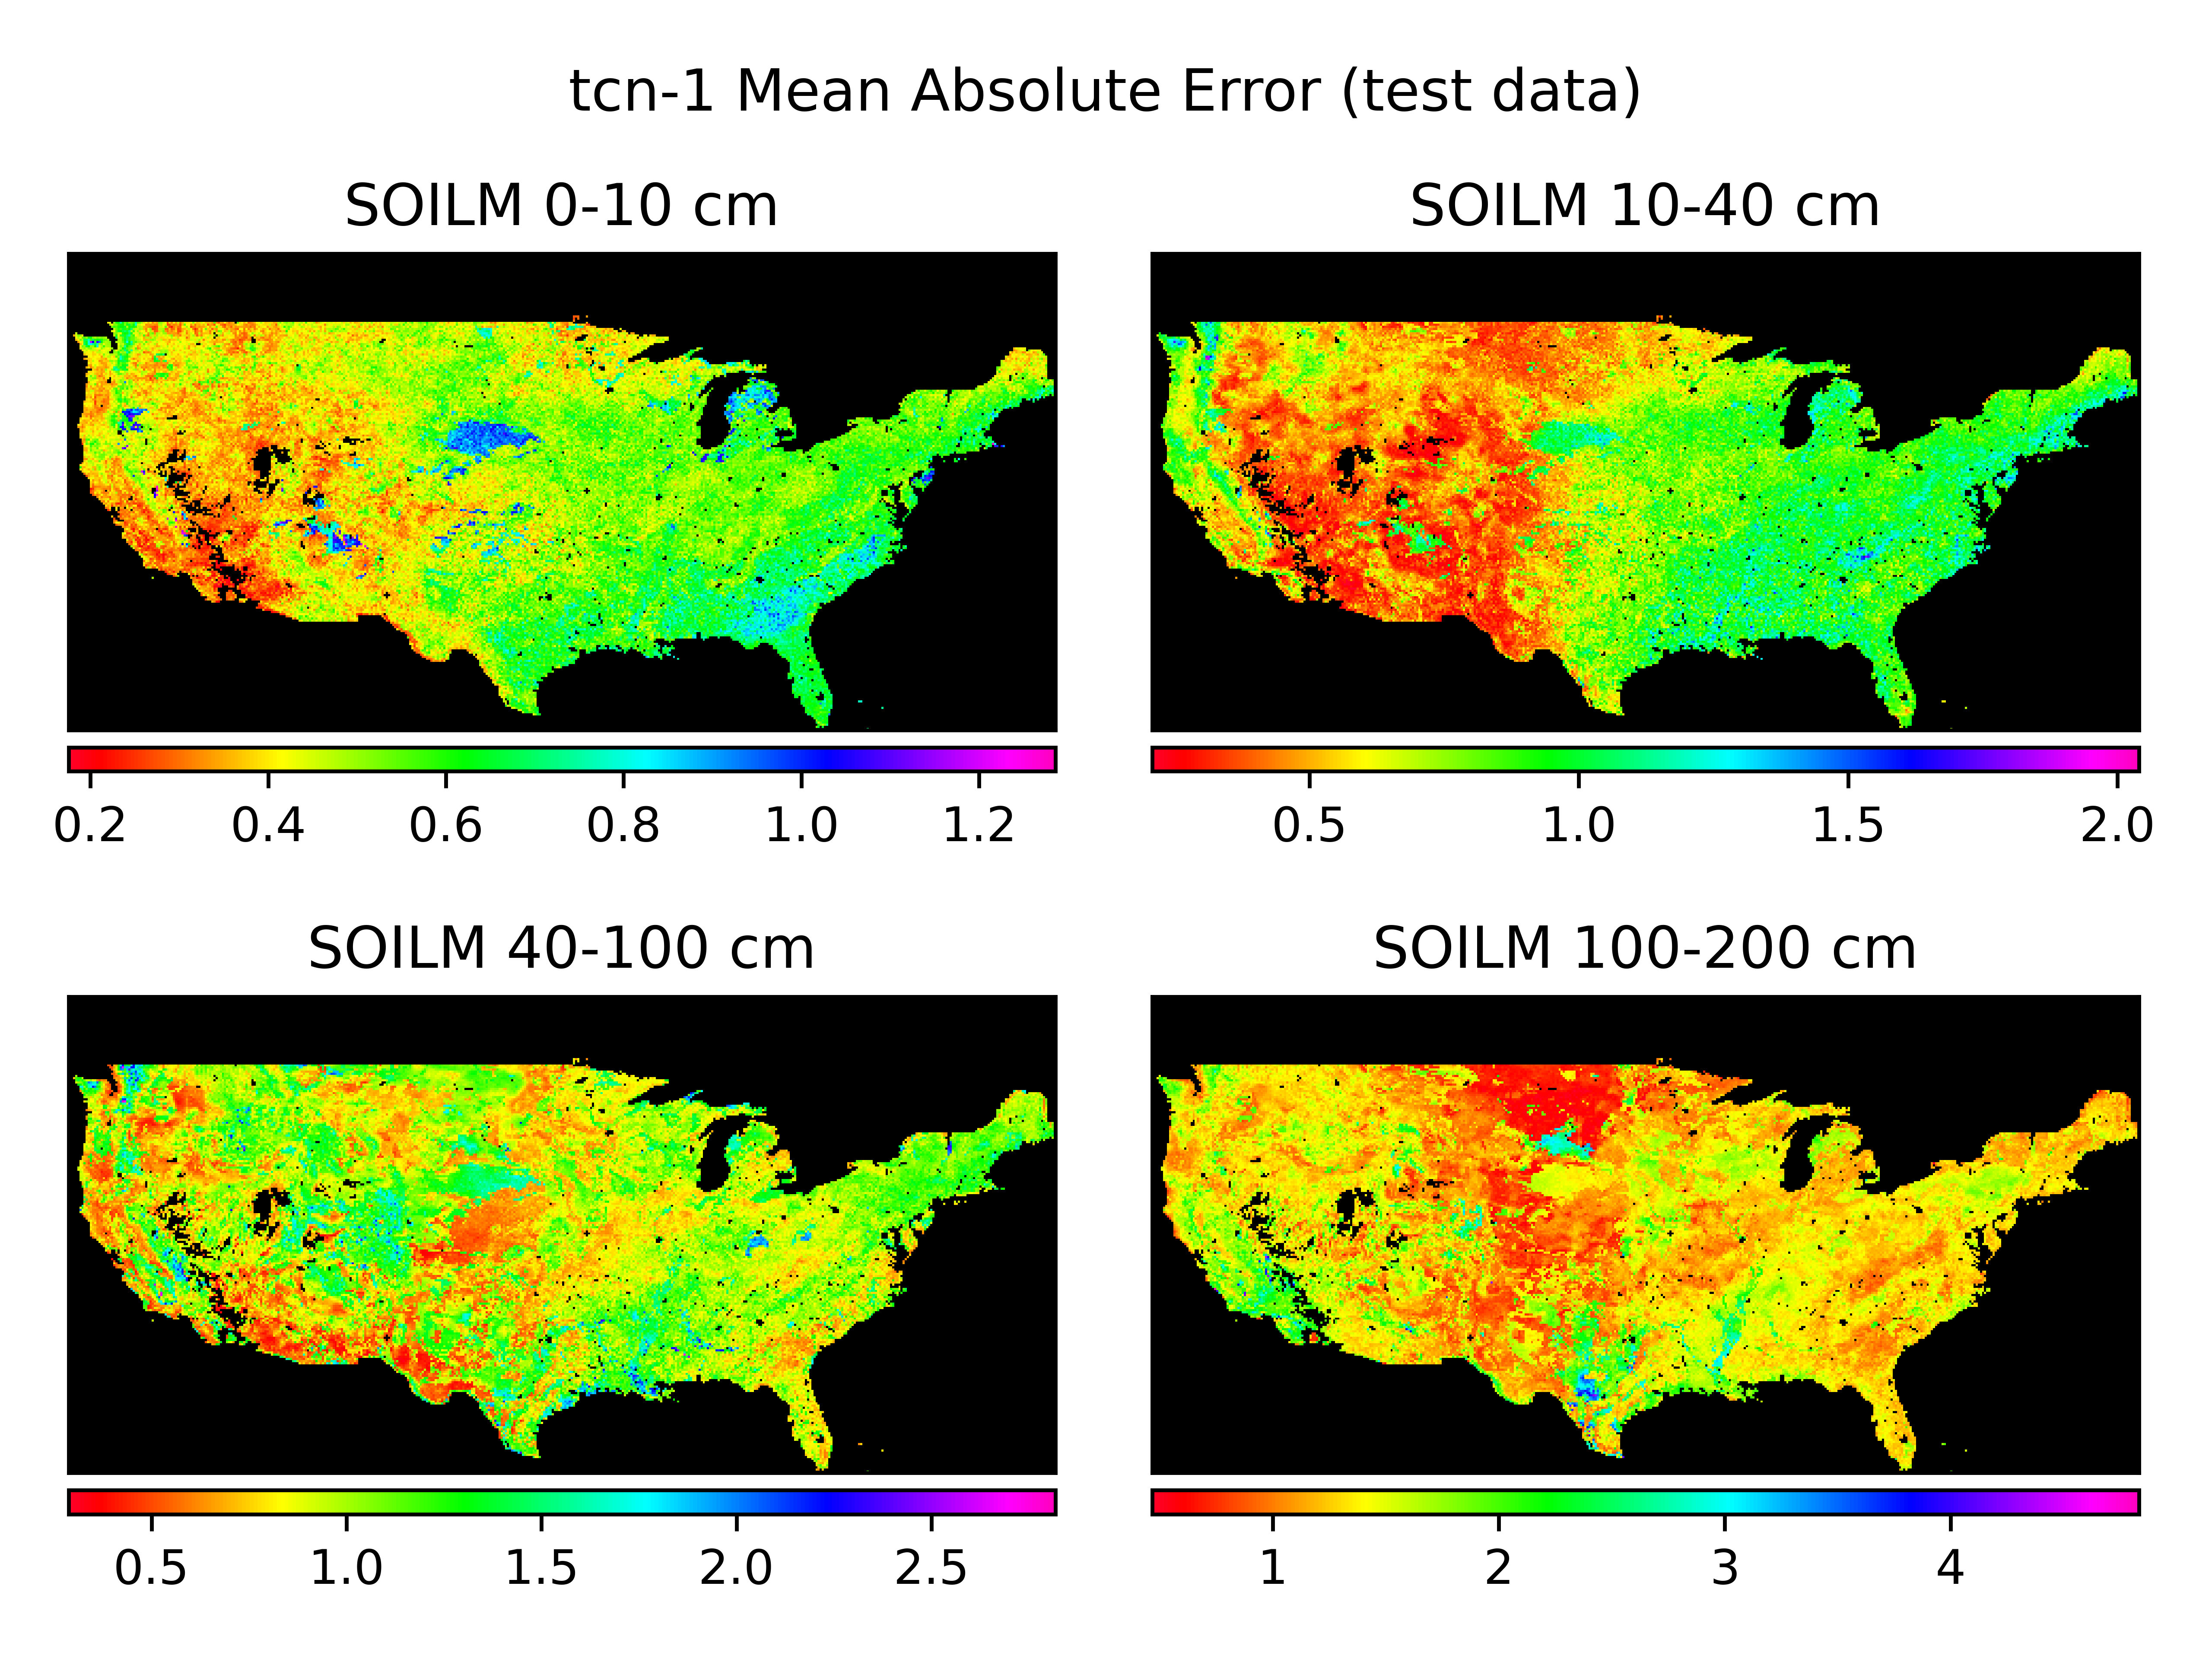 tcn-1 Mean Absolute Error (test data)
SOILM 0-10 cm
SOILM 10-40 cm
0.2 0.4 0.6 0.8 1.0 1.2
0.5 1.0 1.5 2.0
SOILM 40-100 cm
SOILM 100-200 cm
0.5 1.0 1.5 2.0 2.5
1 2 3 4